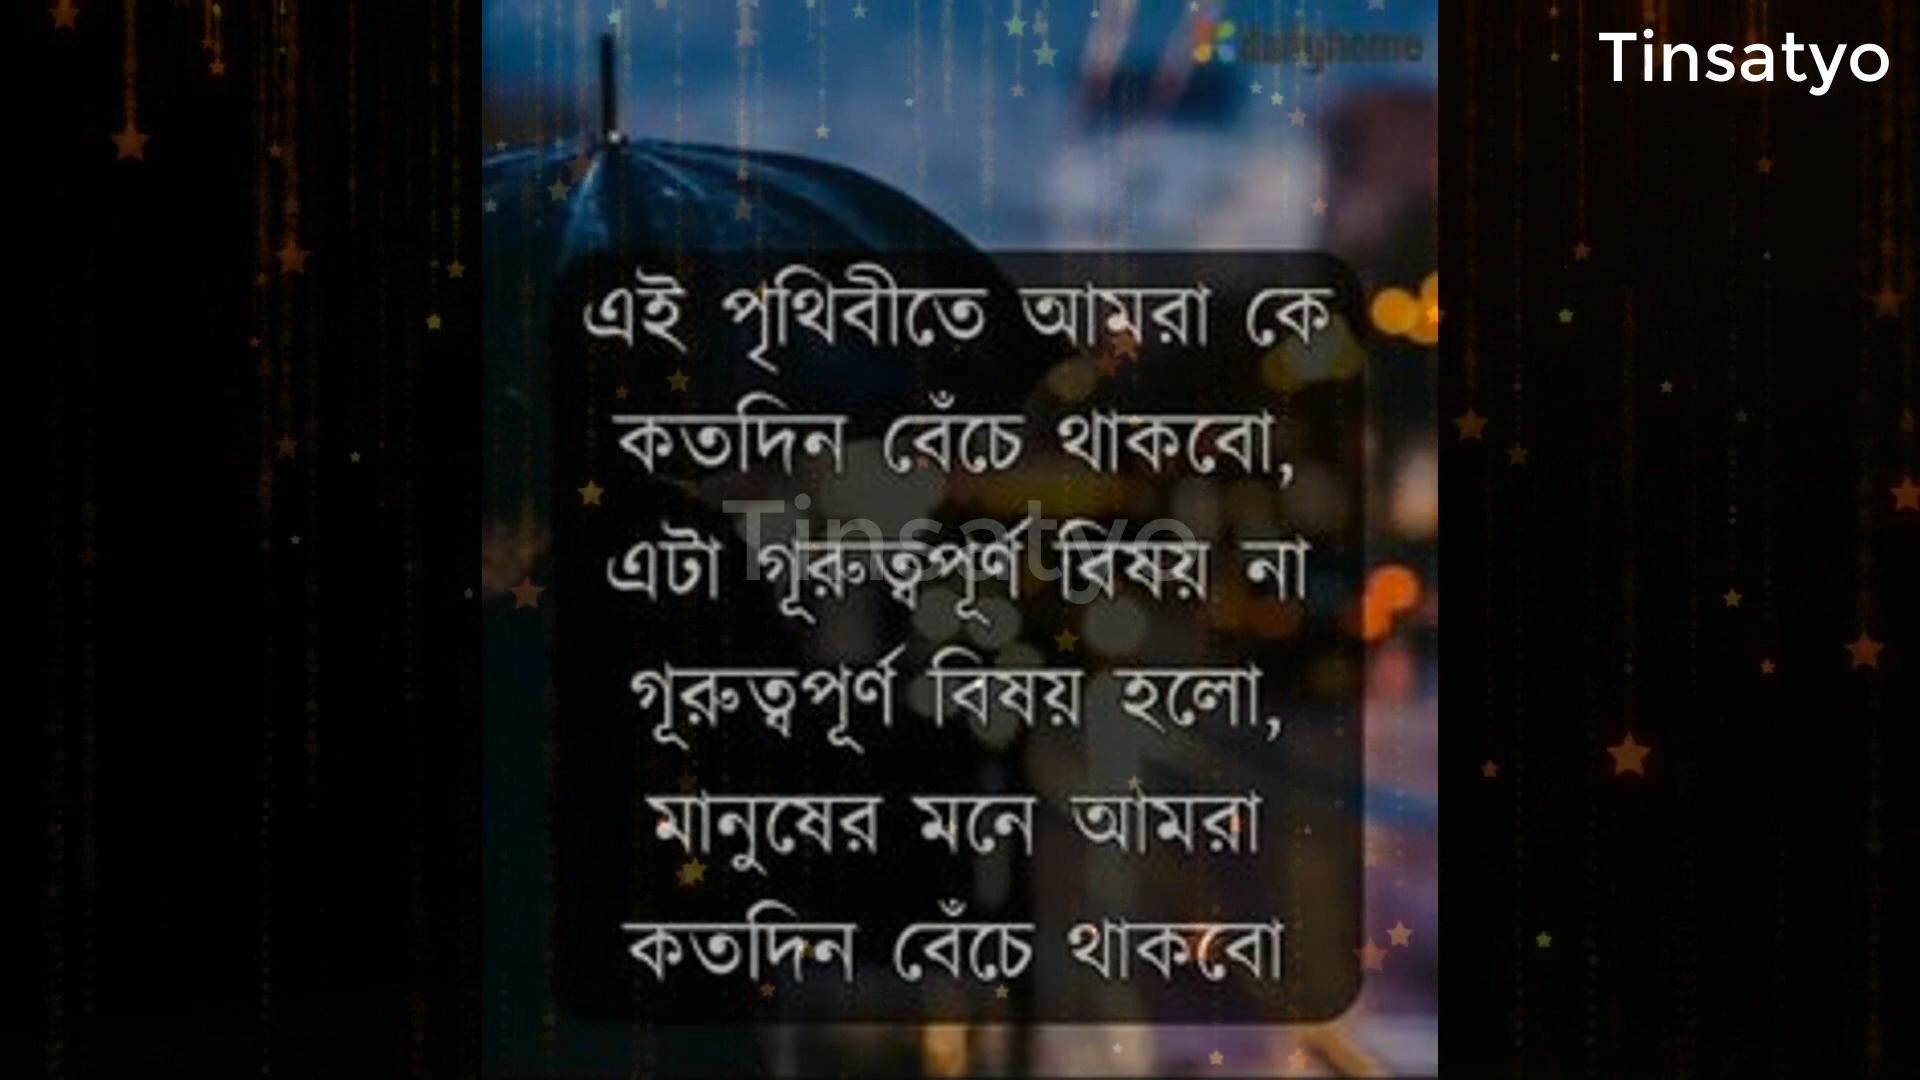 Tinsatyo
এই পৃথিবীতে আমরা কে
কতদিন বেঁচে থাকবো,
এটা গূরুত্বপূর্ণ বিষয় না
Tinsatyo
গূরুত্বপূর্ণ বিষয় হলো,
মানুষের মনে আমরা
কতদিন বেঁচে থাকবো